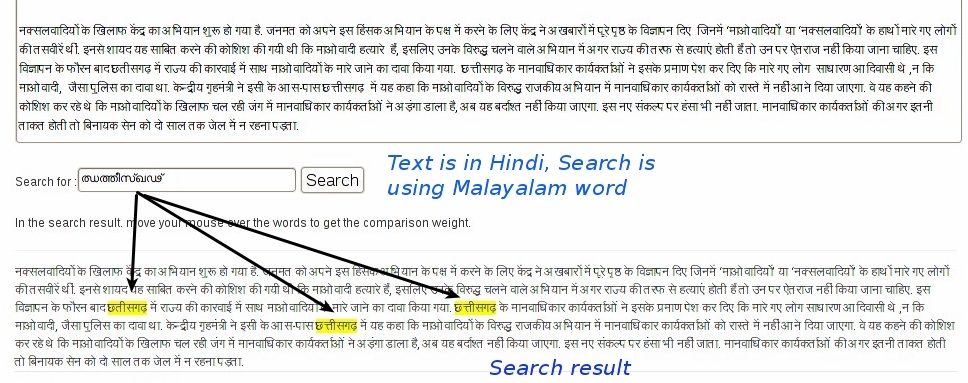 नक्सलवादियों के खिलाफ केंद्र का अभियान शुरू हो गया है. जनमत को अपने इस हिंसक अभियान के पक्ष में करने के लिए केंद्र ने अखबारों में पूरे पृष्ठ के विज्ञापन दिए जिनमें 'माओवादियों' या 'नक्सलवादियों' के हाथों मारे गए लोगों
की तसवीरें थीं. इनसे शायद यह साबित करने की कोशिश की गयी थी कि माओवादी हत्यारे हैं, इसलिए उनके विरुद्ध चलने वाले अभियान में अगर राज्य की तरफ से हत्याएं होती हैं तो उन पर ऐतराज नहीं किया जाना चाहिए. इस
विज्ञापन के फौरन बाद छतीसगढ़ में राज्य की कारवाई में साथ माओवादियों के मारे जाने का दावा किया गया. छत्तीसगढ़ के मानवाधिकार कार्यकर्ताओं ने इसके प्रमाण पेश कर दिए कि मारे गए लोग साधारण आदिवासी थे ,न कि
माओवादी, जैसा पुलिस का दावा था. केन्द्रीय गृहमंत्री ने इसी के आस-पास छत्तीसगढ़ में यह कहा कि माओवादियों के विरुद्ध राजकीय अभियान में मानवाधिकार कार्यकर्ताओं को रास्ते में नहीं आने दिया जाएगा. वे यह कहने की
कोशिश कर रहे थे कि माओवादियों के खिलाफ चल रही जंग में मानवाधिकार कार्यकर्ताओं ने अड़ंगा डाला है, अब यह बर्दाश्त नहीं किया जाएगा. इस नए संकल्प पर हंसा भी नहीं जाता. मानवाधिकार कार्यकर्ताओं की अगर इतनी
ताकत होती तो बिनायक सेन को दो साल तक जेल में न रहना पड़ता.
Text is in Hindi, Search is
using Malayalam word
Search for : ഝത്തീസ്ഖഢ് Search
In the search result. move your mouse over the words to get the comparison weight.
नक्सलवादियों के खिलाफ केंद्र का अभियान शुरू हो गया है. जनमत को अपने इस हिंसक अभियान के पक्ष में करने के लिए केंद्र ने अखबारों में पूरे पृष्ठ के विज्ञापन दिए जिनमें 'माओवादियों' या 'नक्सलवादियों' के हाथों मारे गए लोगों
की तसवीरें थीं. इनसे शायद यह साबित करने की कोशिश की गयी थी कि माओवादी हत्यारे हैं, इसलिए उनके विरुद्ध चलने वाले अभियान में अगर राज्य की तरफ से हत्याएं होती हैं तो उन पर ऐतराज नहीं किया जाना चाहिए. इस
विज्ञापन के फौरन बाद छतीसगढ़ में राज्य की कारवाई में साथ माओवादियों के मारे जाने का दावा किया गया. छत्तीसगढ़ के मानवाधिकार कार्यकर्ताओं ने इसके प्रमाण पेश कर दिए कि मारे गए लोग साधारण आदिवासी थे ,न कि
माओवादी, जैसा पुलिस का दावा था. केन्द्रीय गृहमंत्री ने इसी के आस-पास छत्तीसगढ़ में यह कहा कि माओवादियों के विरुद्ध राजकीय अभियान में मानवाधिकार कार्यकर्ताओं को रास्ते में नहीं आने दिया जाएगा. वे यह कहने की कोशिश
कर रहे थे कि माओवादियों के खिलाफ चल रही जंग में मानवाधिकार कार्यकर्ताओं ने अड़ंगा डाला है, अब यह बर्दाश्त नहीं किया जाएगा. इस नए संकल्प पर हंसा भी नहीं जाता. मानवाधिकार कार्यकर्ताओं की अगर इतनी ताकत होती
तो बिनायक सेन को दो साल तक जेल में न रहना पड़ता.
Search result